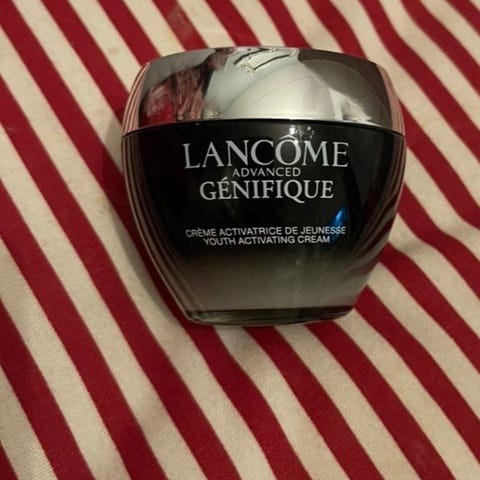 LANCÔME
ADVANCED
GÉNIFIQUE
CRÈME ACTIVATRICE DE JEUNESSE
YOUTH ACTIVATING CREAM